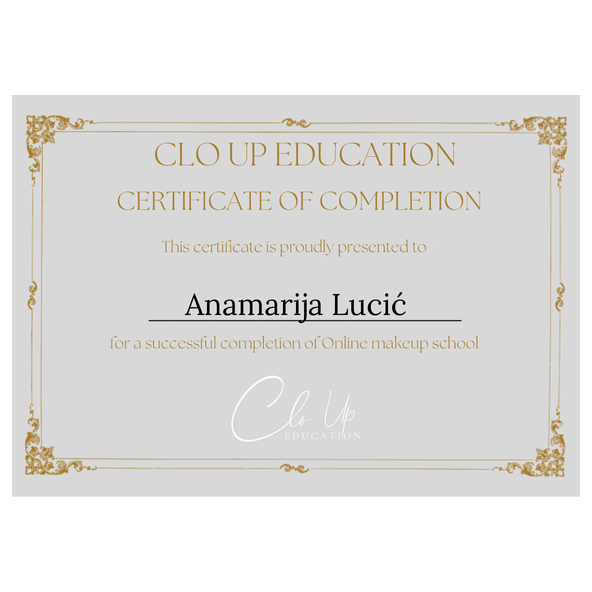 CLO UP EDUCATION
CERTIFICATE OF COMPLETION
This certificate is proudly presented to
Anamarija Lucić
for a successful completion of Online makeup school
Clo Up
EDUCATION